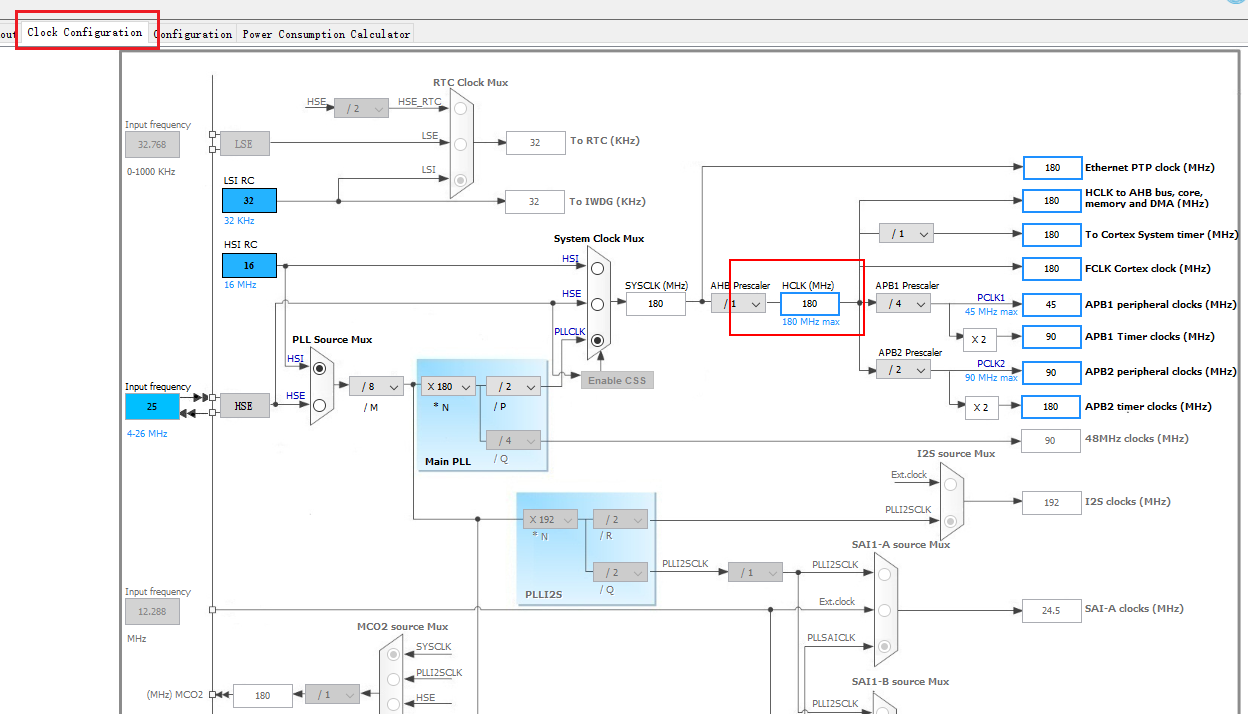 Clock Configuration
Configuration
Power Consumption Calculator
RTC Clock Mux
HSE
/ 2
HSE_RTC
Input frequency
32.768
LSE
LSE
32
To RTC (KHz)
0-1000 KHz
LSI
LSI RC
32
32
To IWDG (KHz)
32 KHz
Ethernet PTP clock (MHz)
180
HCLK to AHB bus, core,
memory and DMA (MHz)
180
/ 1
180
To Cortex System timer (MHz)
HSI RC
System Clock Mux
16
HSI
16 MHz
180
FCLK Cortex clock (MHz)
HSE
SYSCLK (MHz)
AHB Prescaler
HCLK (MHz)
APB1 Prescaler
180
/ 1
180
/ 4
PCLK1
45
APB1 peripheral clocks (MHz)
180 MHz max
45 MHz max
PLLCLK
PLL Source Mux
X 2
90
APB1 Timer clocks (MHz)
HSI
APB2 Prescaler
PCLK2
Enable CSS
/ 2
90
APB2 peripheral clocks (MHz)
90 MHz max
Input frequency
/ 8
X 180
/ 2
HSE
25
HSE
/ M
* N
/ P
X 2
180
APB2 timer clocks (MHz)
4-26 MHz
/ 4
90
48MHz clocks (MHz)
Main PLL
/ Q
I2S source Mux
Ext.clock
PLLI2SCLK
192
I2S clocks (MHz)
X 192
/ 2
* N
/ R
SAI1-A source Mux
/ 2
PLLI2SCLK
/ 1
PLLI2SCLK
PLLI2S
/ Q
Input frequency
12.288
Ext.clock
24.5
SAI-A clocks (MHz)
MHz
MCO2 source Mux
PLLSAICLK
SYSCLK
PLLI2SCLK
SAI1-B source Mux
(MHz) MCO2
180
/ 1
HSE
PLLI2SCLK